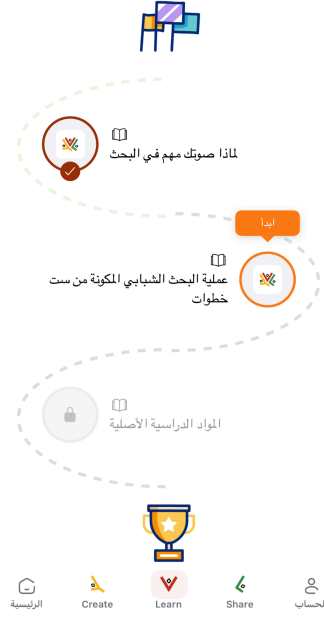 لماذا صوتك مهم في البحث
ابدأ
عملية البحث الشبابي المكونة من ست
خطوات
المواد الدراسية الأصلية
الرئيسية
Create
Learn
Share
الحساب